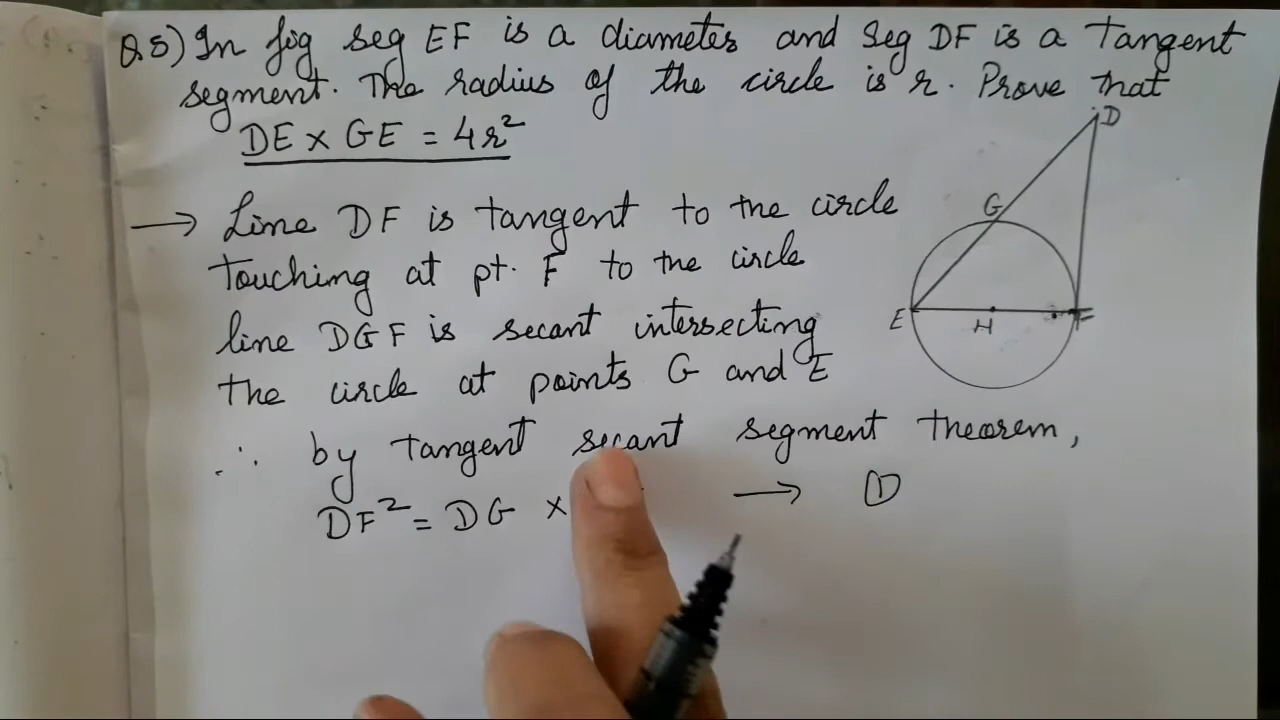 Q.5) In fig seg EF is a diameter and seg DF is a tangent
segment. The radius of the circle is r. Prove that
DE x GE = 4r²
D
→ Line DF is tangent to the circle
G
touching at pt. F to the circle
line DGF is secant intersecting
E H F
the circle at points G and E
∴ by tangent secant segment theorem,
DF² = DG × → ①